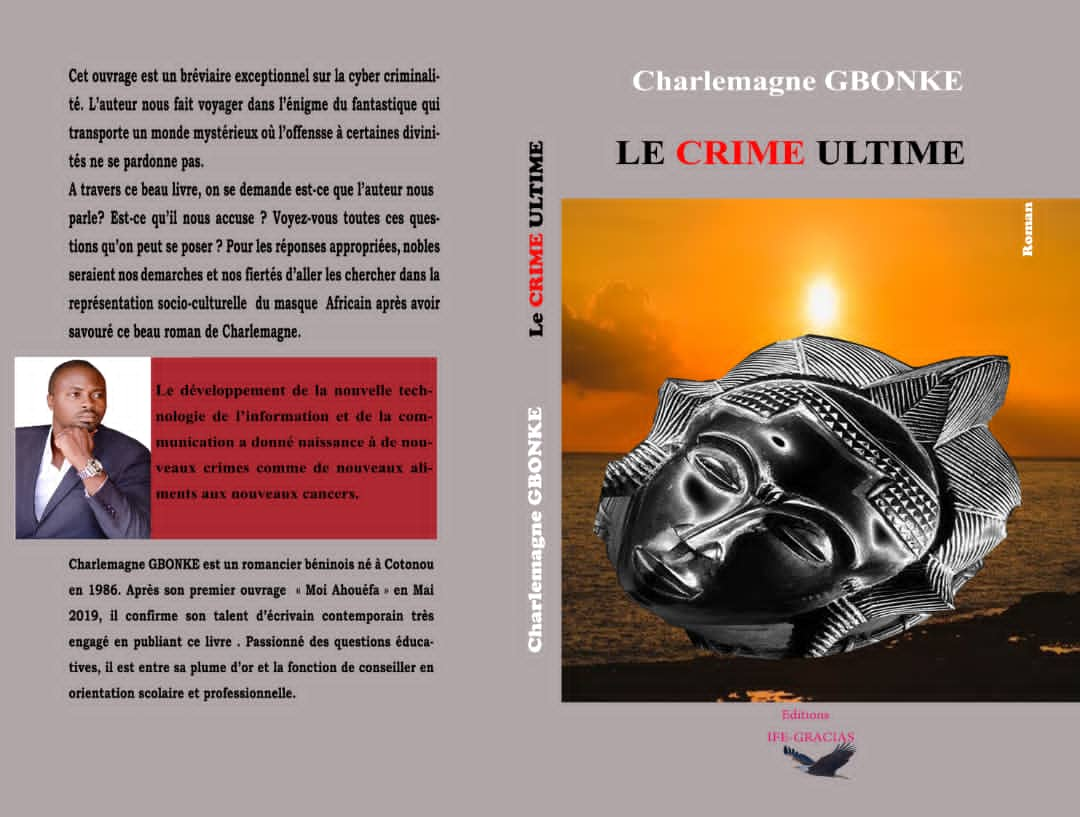 Cet ouvrage est un bréviaire exceptionnel sur la cyber criminali-
té. L'auteur nous fait voyager dans l'énigme du fantastique qui
transporte un monde mystérieux où l'offensse à certaines divini-
tés ne se pardonne pas.
A travers ce beau livre, on se demande est-ce que l'auteur nous
parle? Est-ce qu'il nous accuse ? Voyez-vous toutes ces ques-
tions qu'on peut se poser ? Pour les réponses appropriées, nobles
seraient nos demarches et nos fiertés d'aller les chercher dans la
représentation socio-culturelle du masque Africain après avoir
savouré ce beau roman de Charlemagne.
Le développement de la nouvelle tech-
nologie de l'information et de la com-
munication a donné naissance à de nou-
veaux crimes comme de nouveaux ali-
ments aux nouveaux cancers.
Charlemagne GBONKE est un romancier béninois né à Cotonou
en 1986. Après son premier ouvrage « Moi Ahouéfa » en Mai
2019, il confirme son talent d'écrivain contemporain très
engagé en publiant ce livre . Passionné des questions éduca-
tives, il est entre sa plume d'or et la fonction de conseiller en
orientation scolaire et professionnelle.
Le CRIME ULTIME
Charlemagne GBONKE
Charlemagne GBONKE
LE CRIME ULTIME
Roman
Editions
IFE-GRACIAS